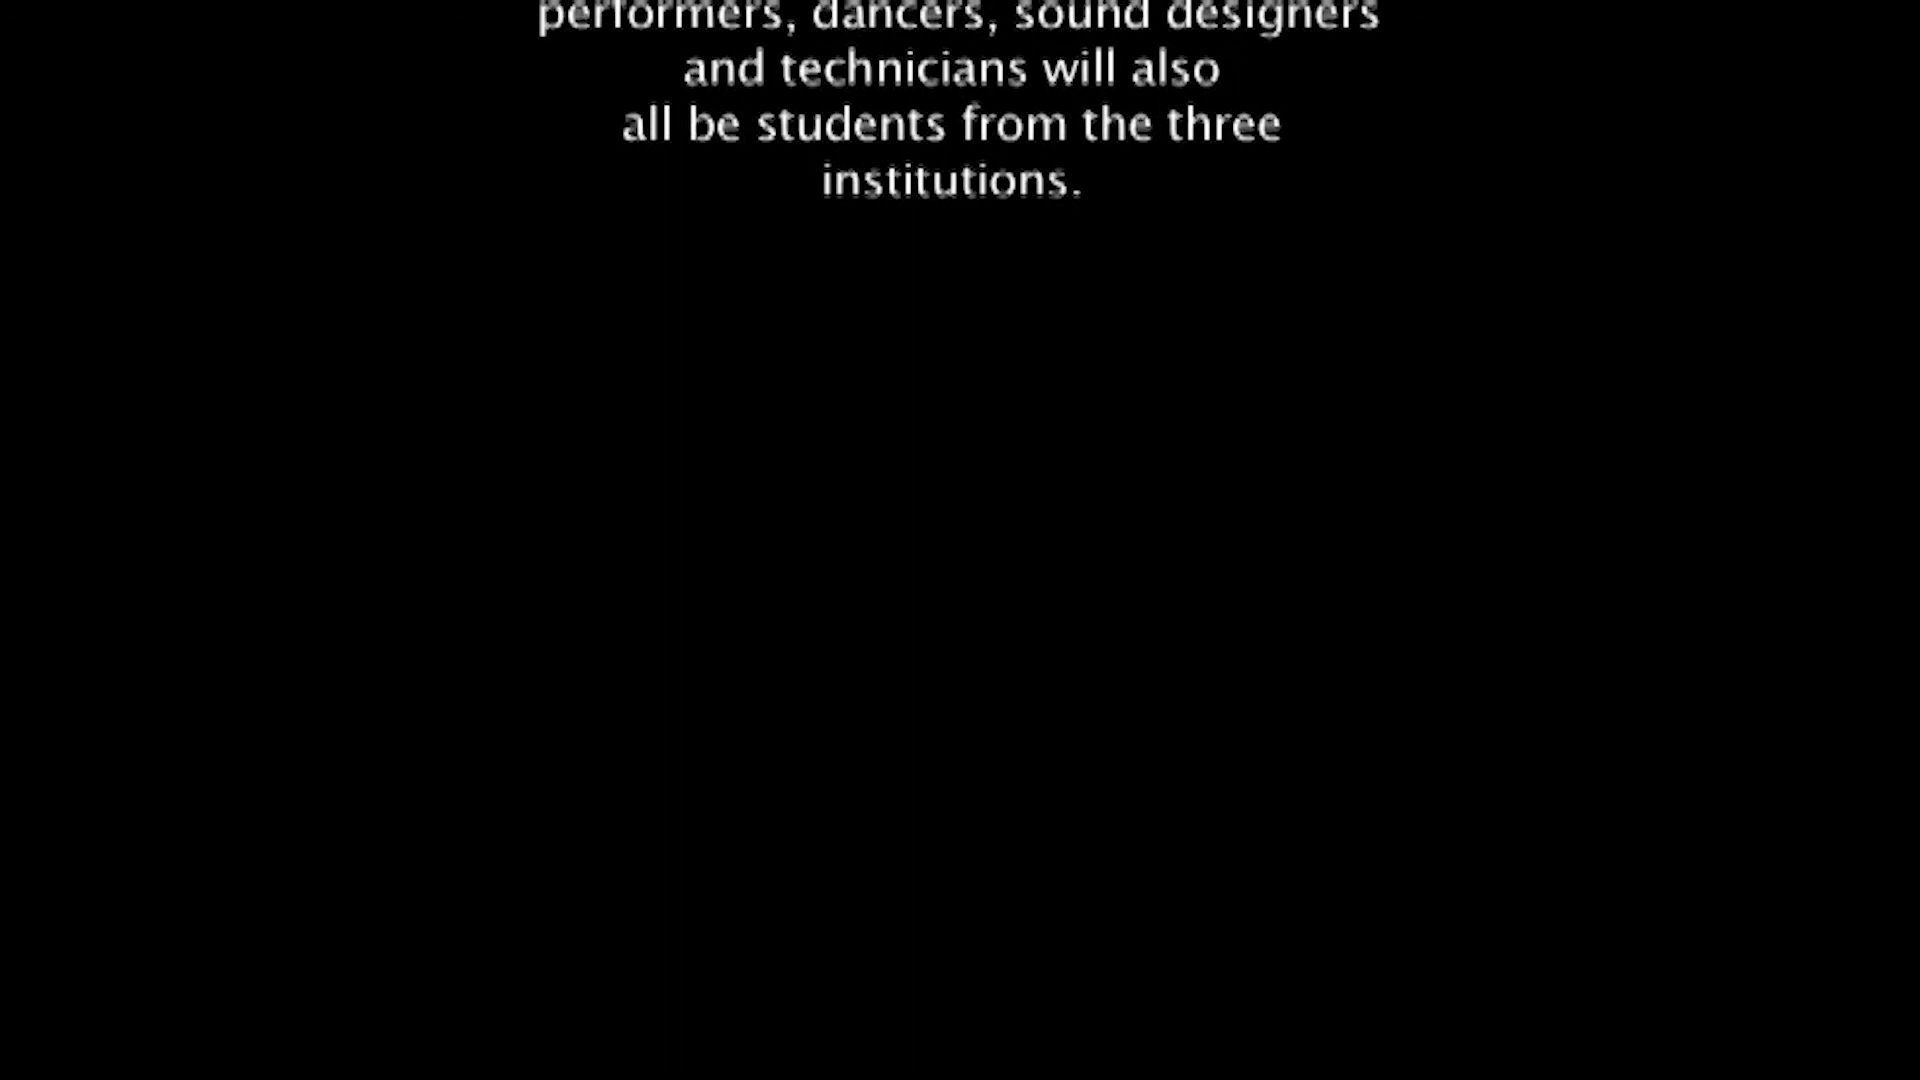 performers, dancers, sound designers
and technicians will also
all be students from the three
institutions.